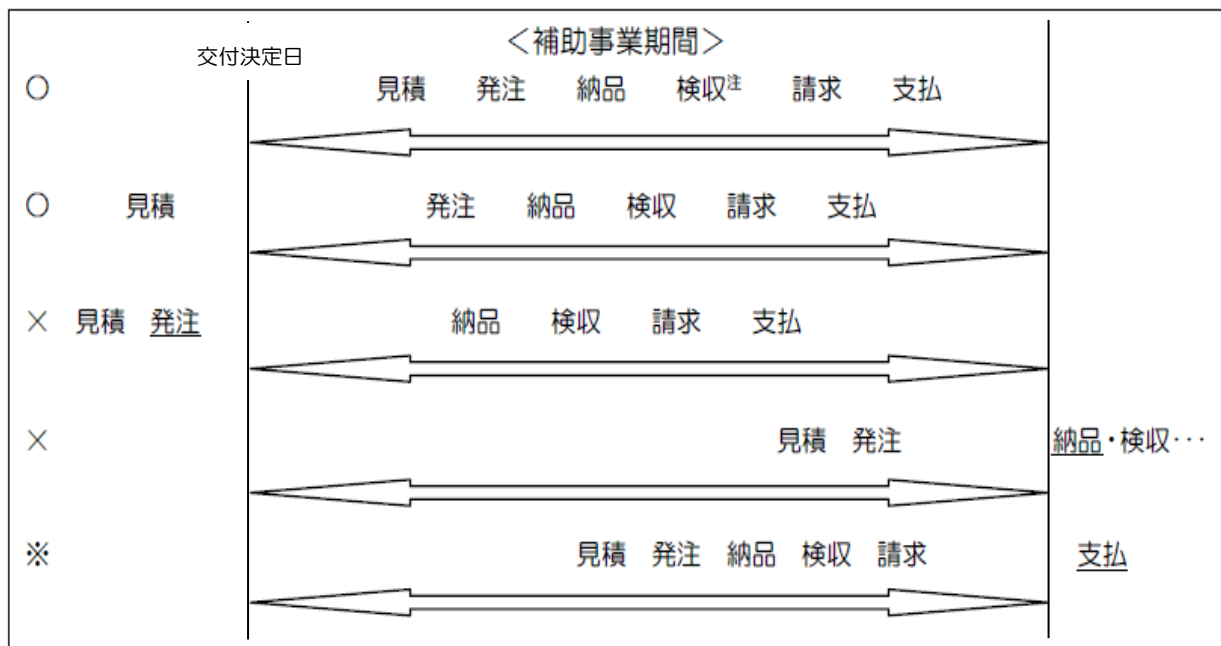 ＜補助事業期間＞
交付決定日
○ 見積 発注 納品 検収注 請求 支払
○ 見積 発注 納品 検収 請求 支払
× 見積 発注 納品 検収 請求 支払
× 見積 発注 納品・検収・・・
※ 見積 発注 納品 検収 請求 支払